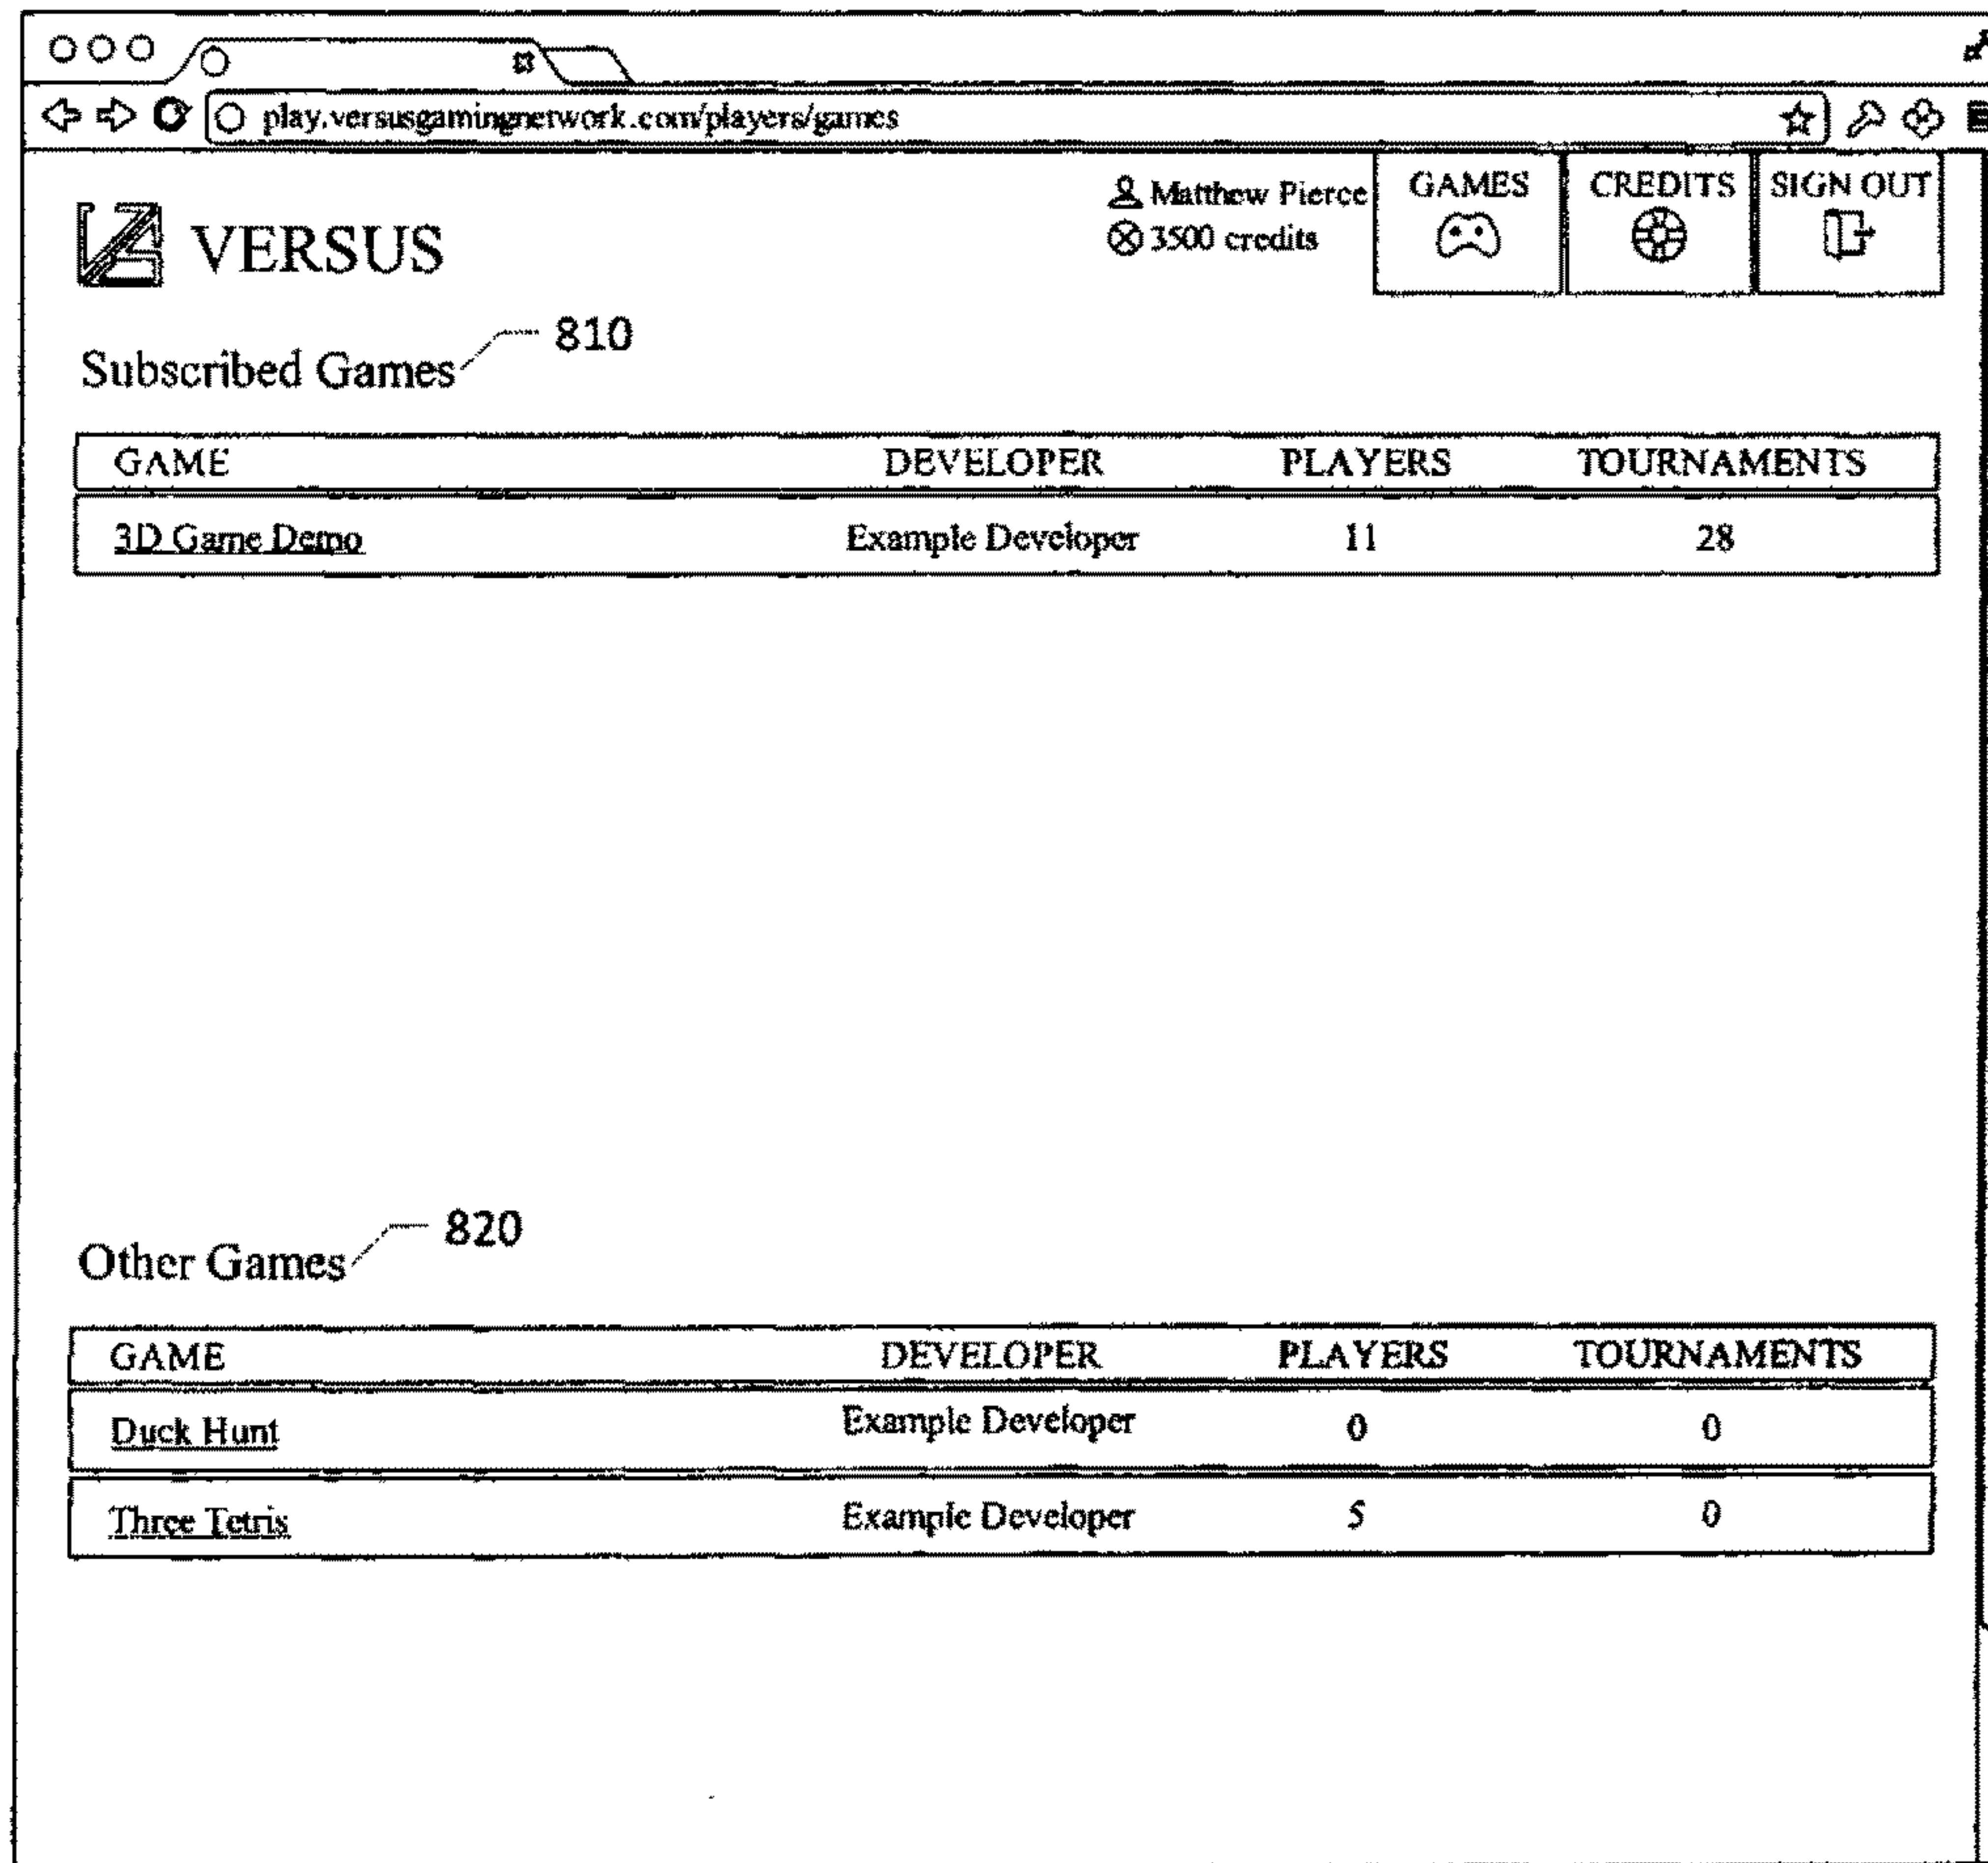 play.versusgamingnetwork.com/players/games
Matthew Pierce
3500 credits
GAMES
CREDITS
SIGN OUT
VERSUS
810
Subscribed Games
GAME DEVELOPER PLAYERS TOURNAMENTS
3D Game Demo Example Developer 11 28
820
Other Games
GAME DEVELOPER PLAYERS TOURNAMENTS
Duck Hunt Example Developer 0 0
Three Tetris Example Developer 5 0